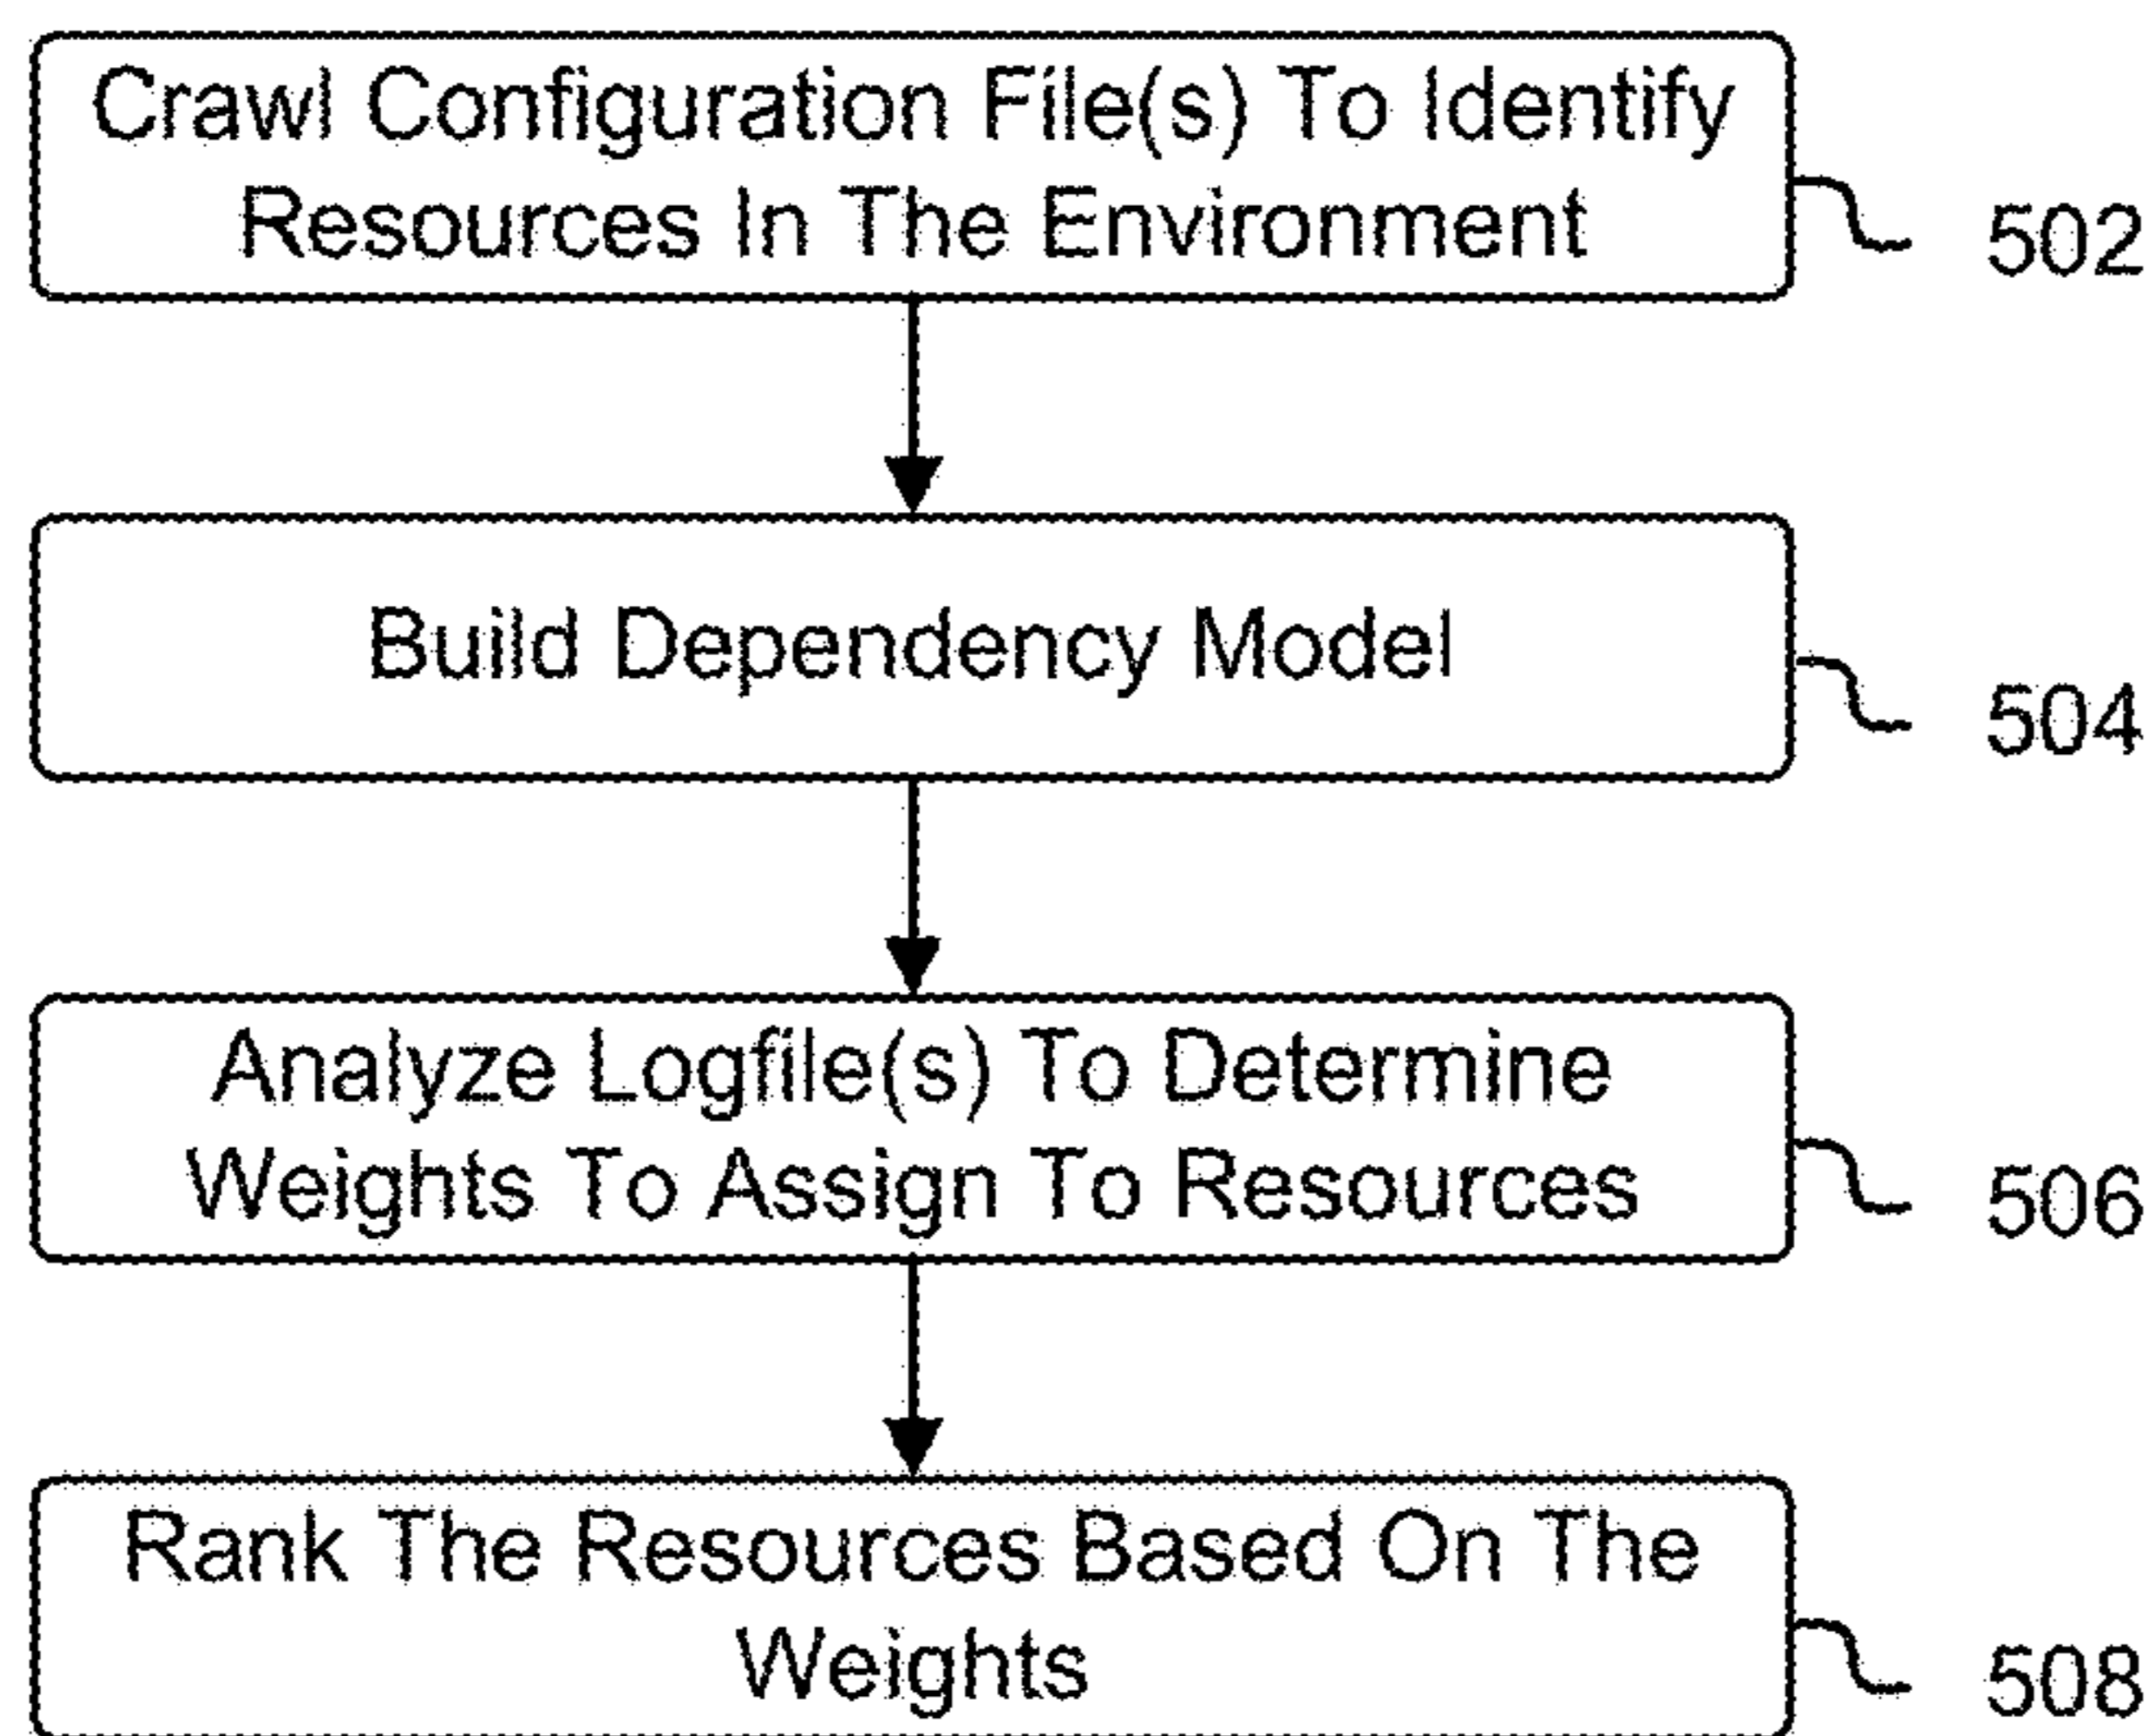 Crawl Configuration File(s) To Identify
Resources In The Environment
502
Build Dependency Model
504
Analyze Logfile(s) To Determine
Weights To Assign To Resources
506
Rank The Resources Based On The
Weights
508